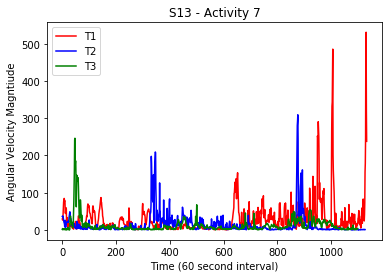 S13 - Activity 7
T1
T2
T3
Angular Velocity Magntiude
500
400
300
200
100
0
0 200 400 600 800 1000
Time (60 second interval)